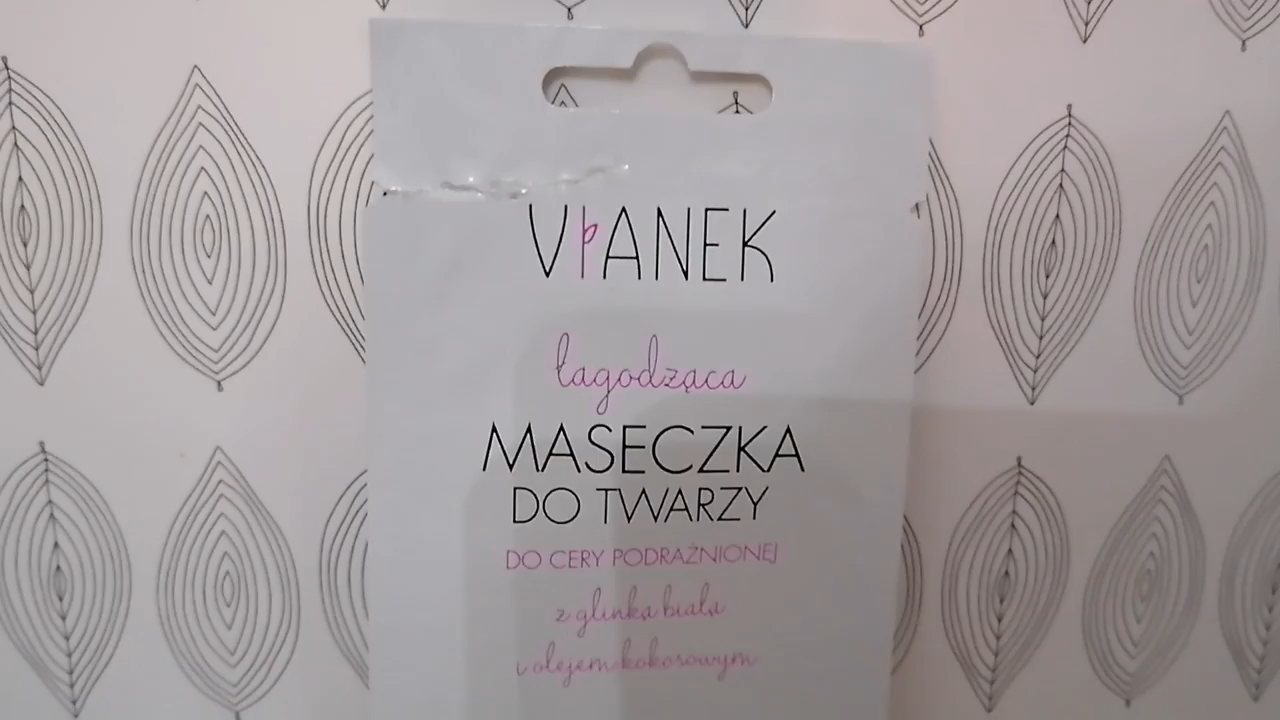 VIANEK
łagodząca
MASECZKA
DO TWARZY
DO CERY PODRAŻNIONEJ
z glinką białą
i olejem kokosowym